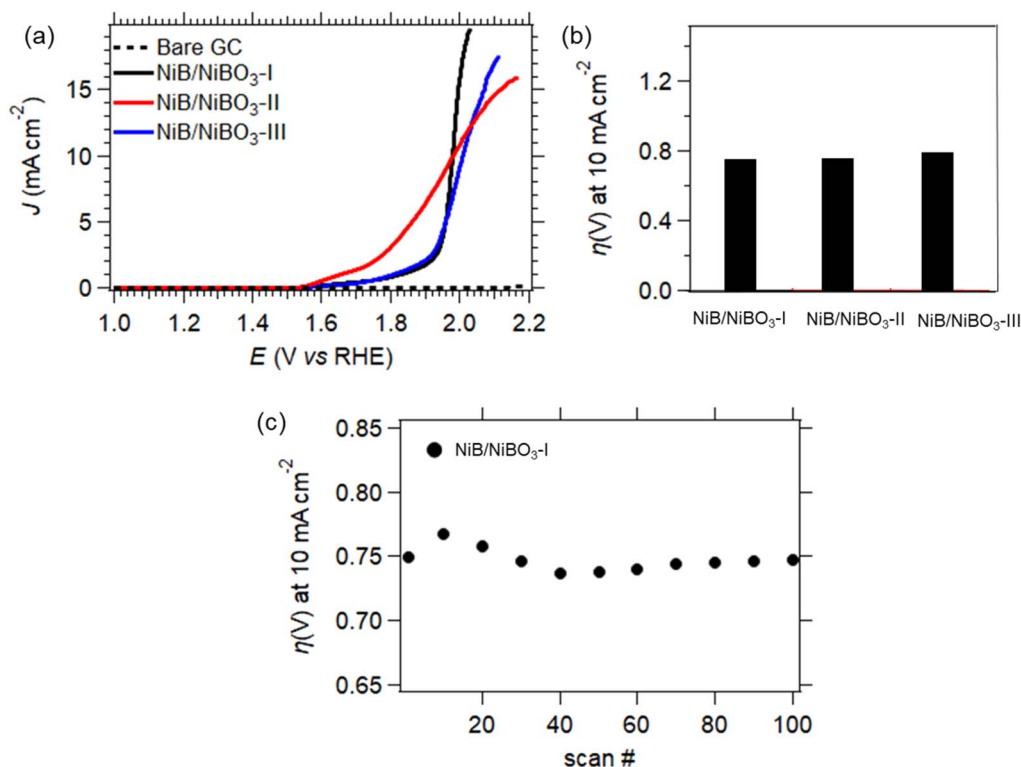 (a)
Bare GC
NiB/NiBO₃-I
NiB/NiBO₃-II
NiB/NiBO₃-III
15
10
5
0
J (mA cm⁻²)
1.0 1.2 1.4 1.6 1.8 2.0 2.2
E (V vs RHE)
(b)
1.2
0.8
0.4
0.0
η(V) at 10 mA cm⁻²
NiB/NiBO₃-I NiB/NiBO₃-II NiB/NiBO₃-III
(c)
NiB/NiBO₃-I
0.85
0.80
0.75
0.70
0.65
η(V) at 10 mA cm⁻²
20 40 60 80 100
scan #